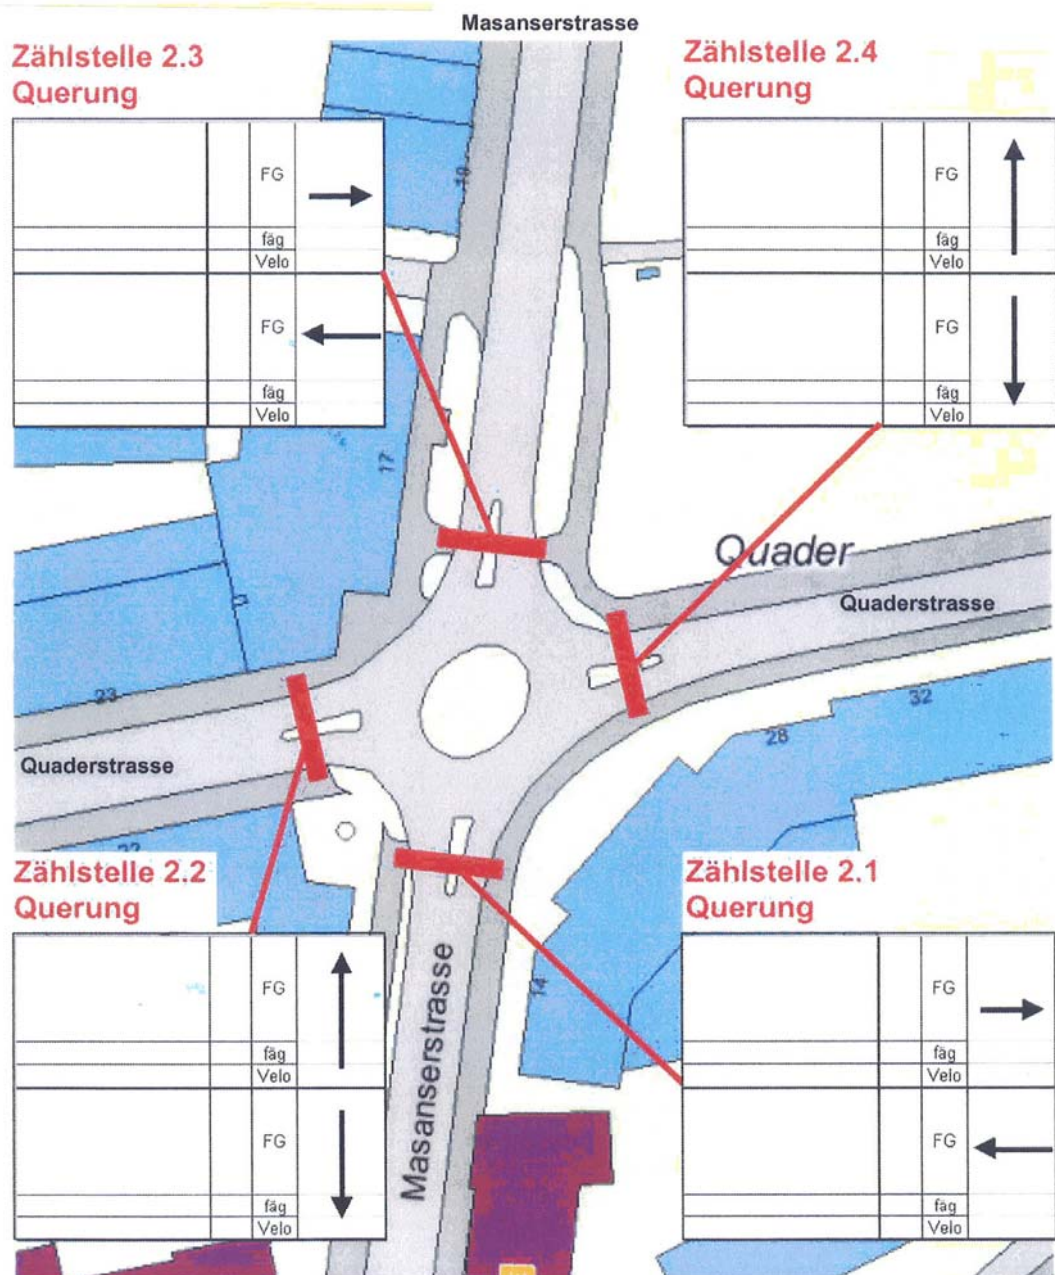 Masanserstrasse
Zählstelle 2.3
Querung
FG
fäg
Velo
FG
fäg
Velo
Zählstelle 2.4
Querung
FG
fäg
Velo
FG
fäg
Velo
19
17
Quader
Quaderstrasse
23
Quaderstrasse
32
28
22
Zählstelle 2.2
Querung
FG
fäg
Velo
FG
fäg
Velo
Masanserstrasse
14
Zählstelle 2.1
Querung
FG
fäg
Velo
FG
fäg
Velo